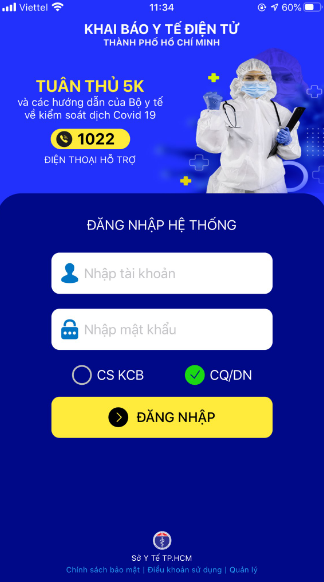 Viettel 11:34 60%
KHAI BÁO Y TẾ ĐIỆN TỬ
THÀNH PHỐ HỒ CHÍ MINH
TUÂN THỦ 5K
và các hướng dẫn của Bộ y tế
về kiểm soát dịch Covid 19
1022
ĐIỆN THOẠI HỖ TRỢ
ĐĂNG NHẬP HỆ THỐNG
Nhập tài khoản
Nhập mật khẩu
CS KCB CQ/DN
ĐĂNG NHẬP
Sở Y Tế TP.HCM
Chính sách bảo mật | Điều khoản sử dụng | Quản lý